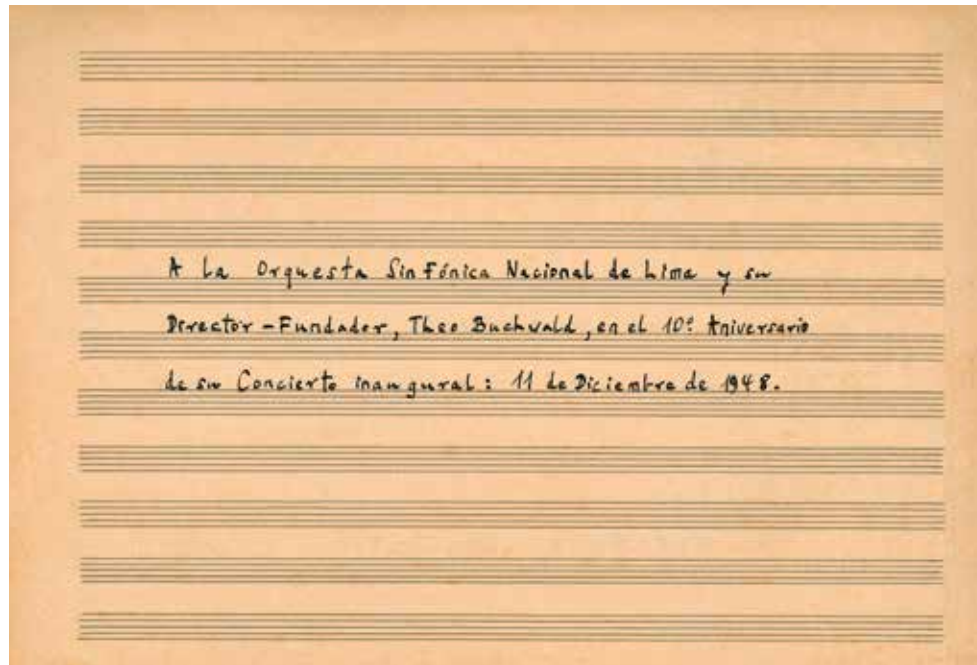 A La Orquesta Sinfónica Nacional de Lima y su
Director-Fundador, Theo Buchwald, en el 10º Aniversario
de su Concierto inaugural: 11 de Diciembre de 1948.